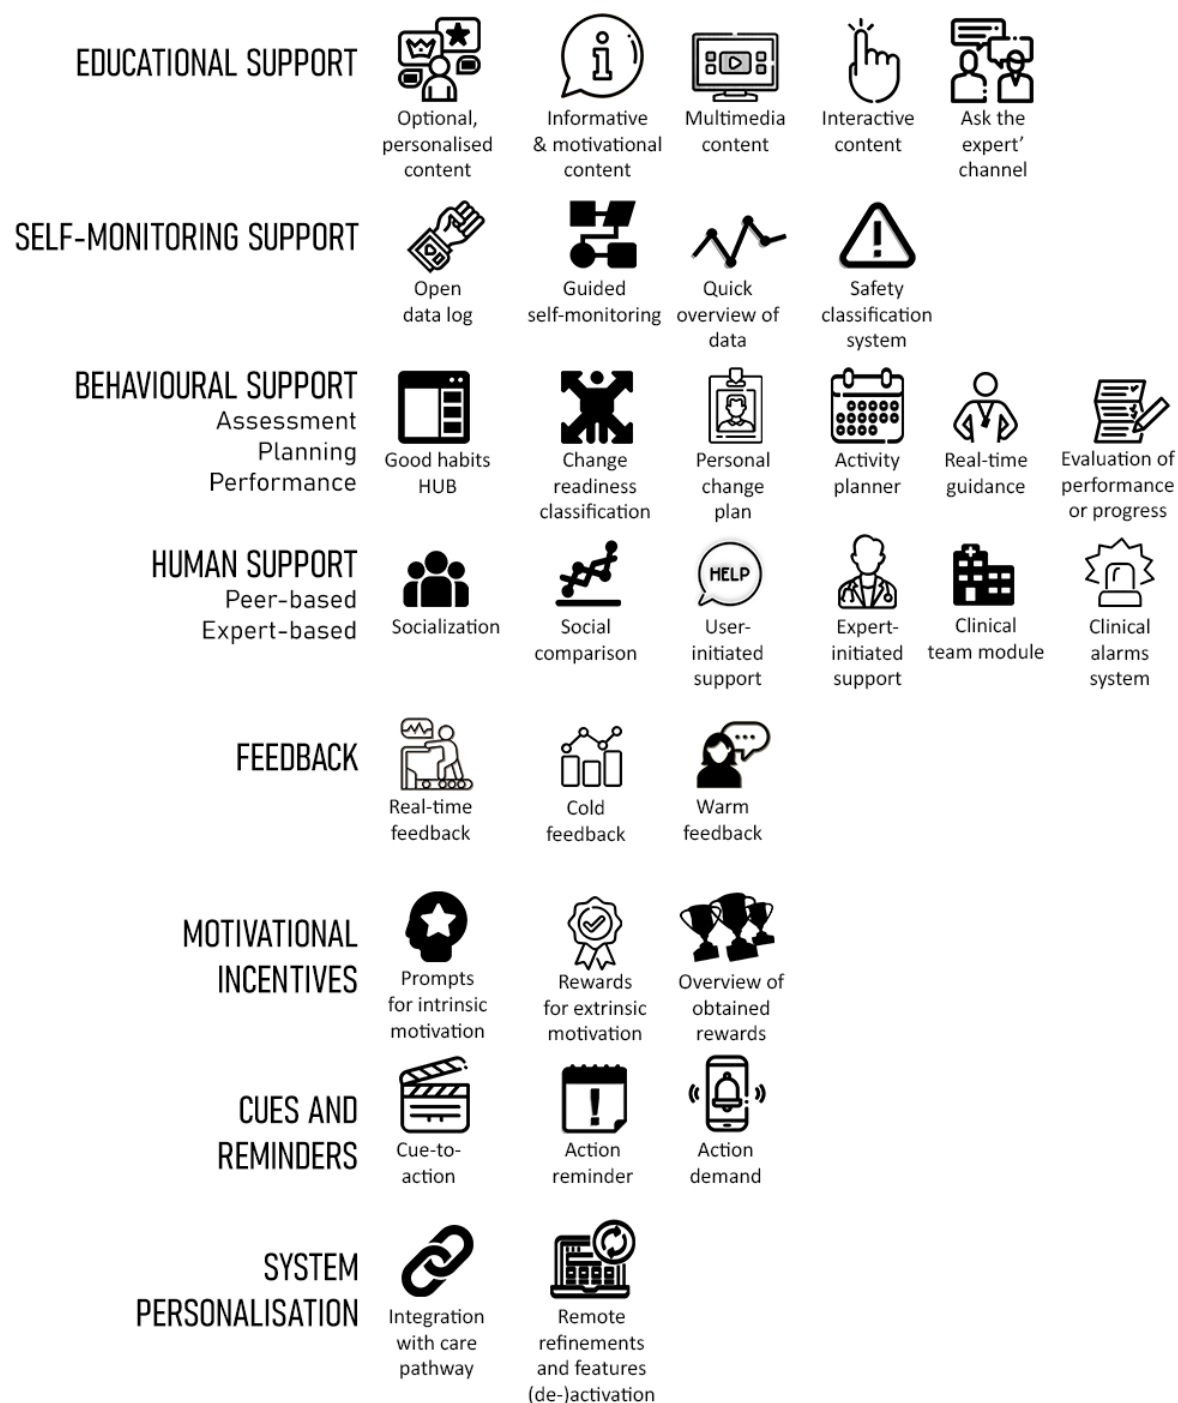 EDUCATIONAL SUPPORT
Optional,
personalised
content
Informative
& motivational
content
Multimedia
content
Interactive
content
Ask the
expert’
channel
SELF-MONITORING SUPPORT
Open
data log
Guided
self-monitoring
Quick
overview of
data
Safety
classification
system
BEHAVIOURAL SUPPORT
Assessment
Planning
Performance
Good habits
HUB
Change
readiness
classification
Personal
change
plan
Activity
planner
Real-time
guidance
Evaluation of
performance
or progress
HUMAN SUPPORT
Peer-based
Expert-based
Socialization
Social
comparison
HELP
User-
initiated
support
Expert-
initiated
support
Clinical
team module
Clinical
alarms
system
FEEDBACK
Real-time
feedback
Cold
feedback
Warm
feedback
MOTIVATIONAL
INCENTIVES
Prompts
for intrinsic
motivation
Rewards
for extrinsic
motivation
Overview of
obtained
rewards
CUES AND
REMINDERS
Cue-to-
action
Action
reminder
Action
demand
SYSTEM
PERSONALISATION
Integration
with care
pathway
Remote
refinements
and features
(de-)activation